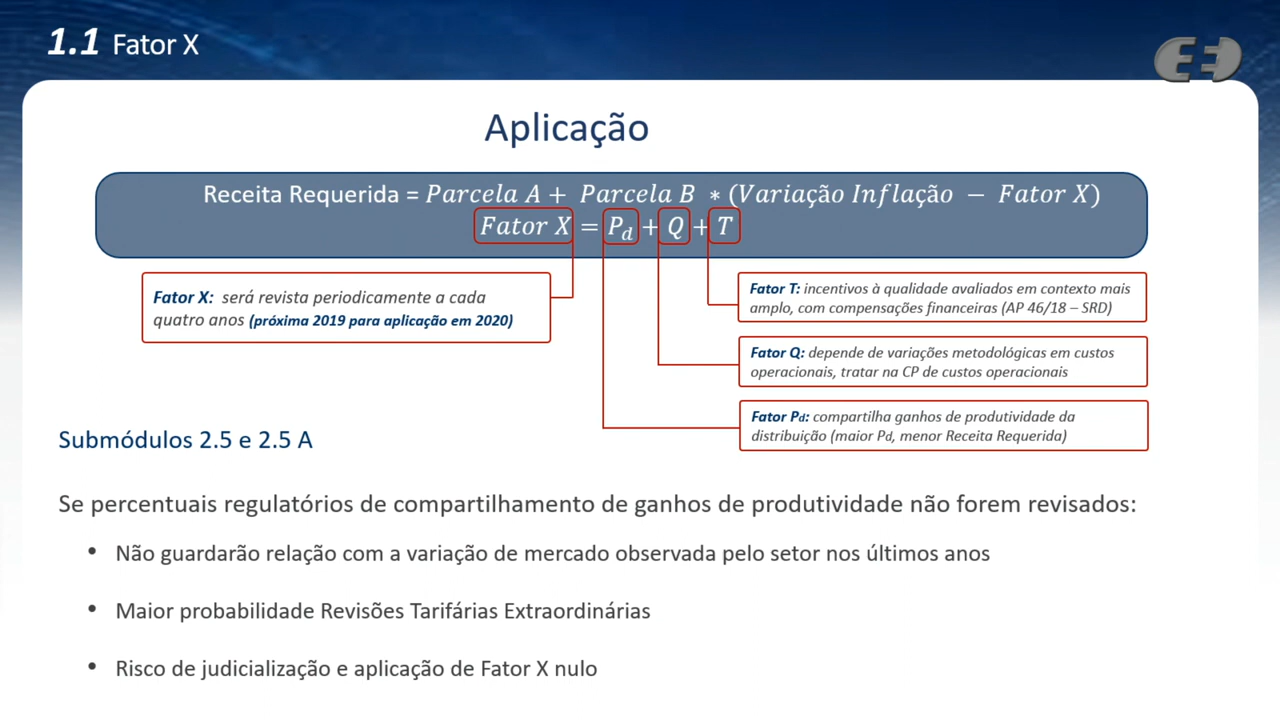 1.1 Fator X
Aplicação
Receita Requerida = Parcela A + Parcela B * (Variação Inflação − Fator X)
Fator X = Pd + Q + T
Fator X: será revista periodicamente a cada
quatro anos (próxima 2019 para aplicação em 2020)
Fator T: incentivos à qualidade avaliados em contexto mais
amplo, com compensações financeiras (AP 46/18 – SRD)
Fator Q: depende de variações metodológicas em custos
operacionais, tratar na CP de custos operacionais
Fator Pd: compartilha ganhos de produtividade da
distribuição (maior Pd, menor Receita Requerida)
Submódulos 2.5 e 2.5 A
Se percentuais regulatórios de compartilhamento de ganhos de produtividade não forem revisados:
• Não guardarão relação com a variação de mercado observada pelo setor nos últimos anos
• Maior probabilidade Revisões Tarifárias Extraordinárias
• Risco de judicialização e aplicação de Fator X nulo